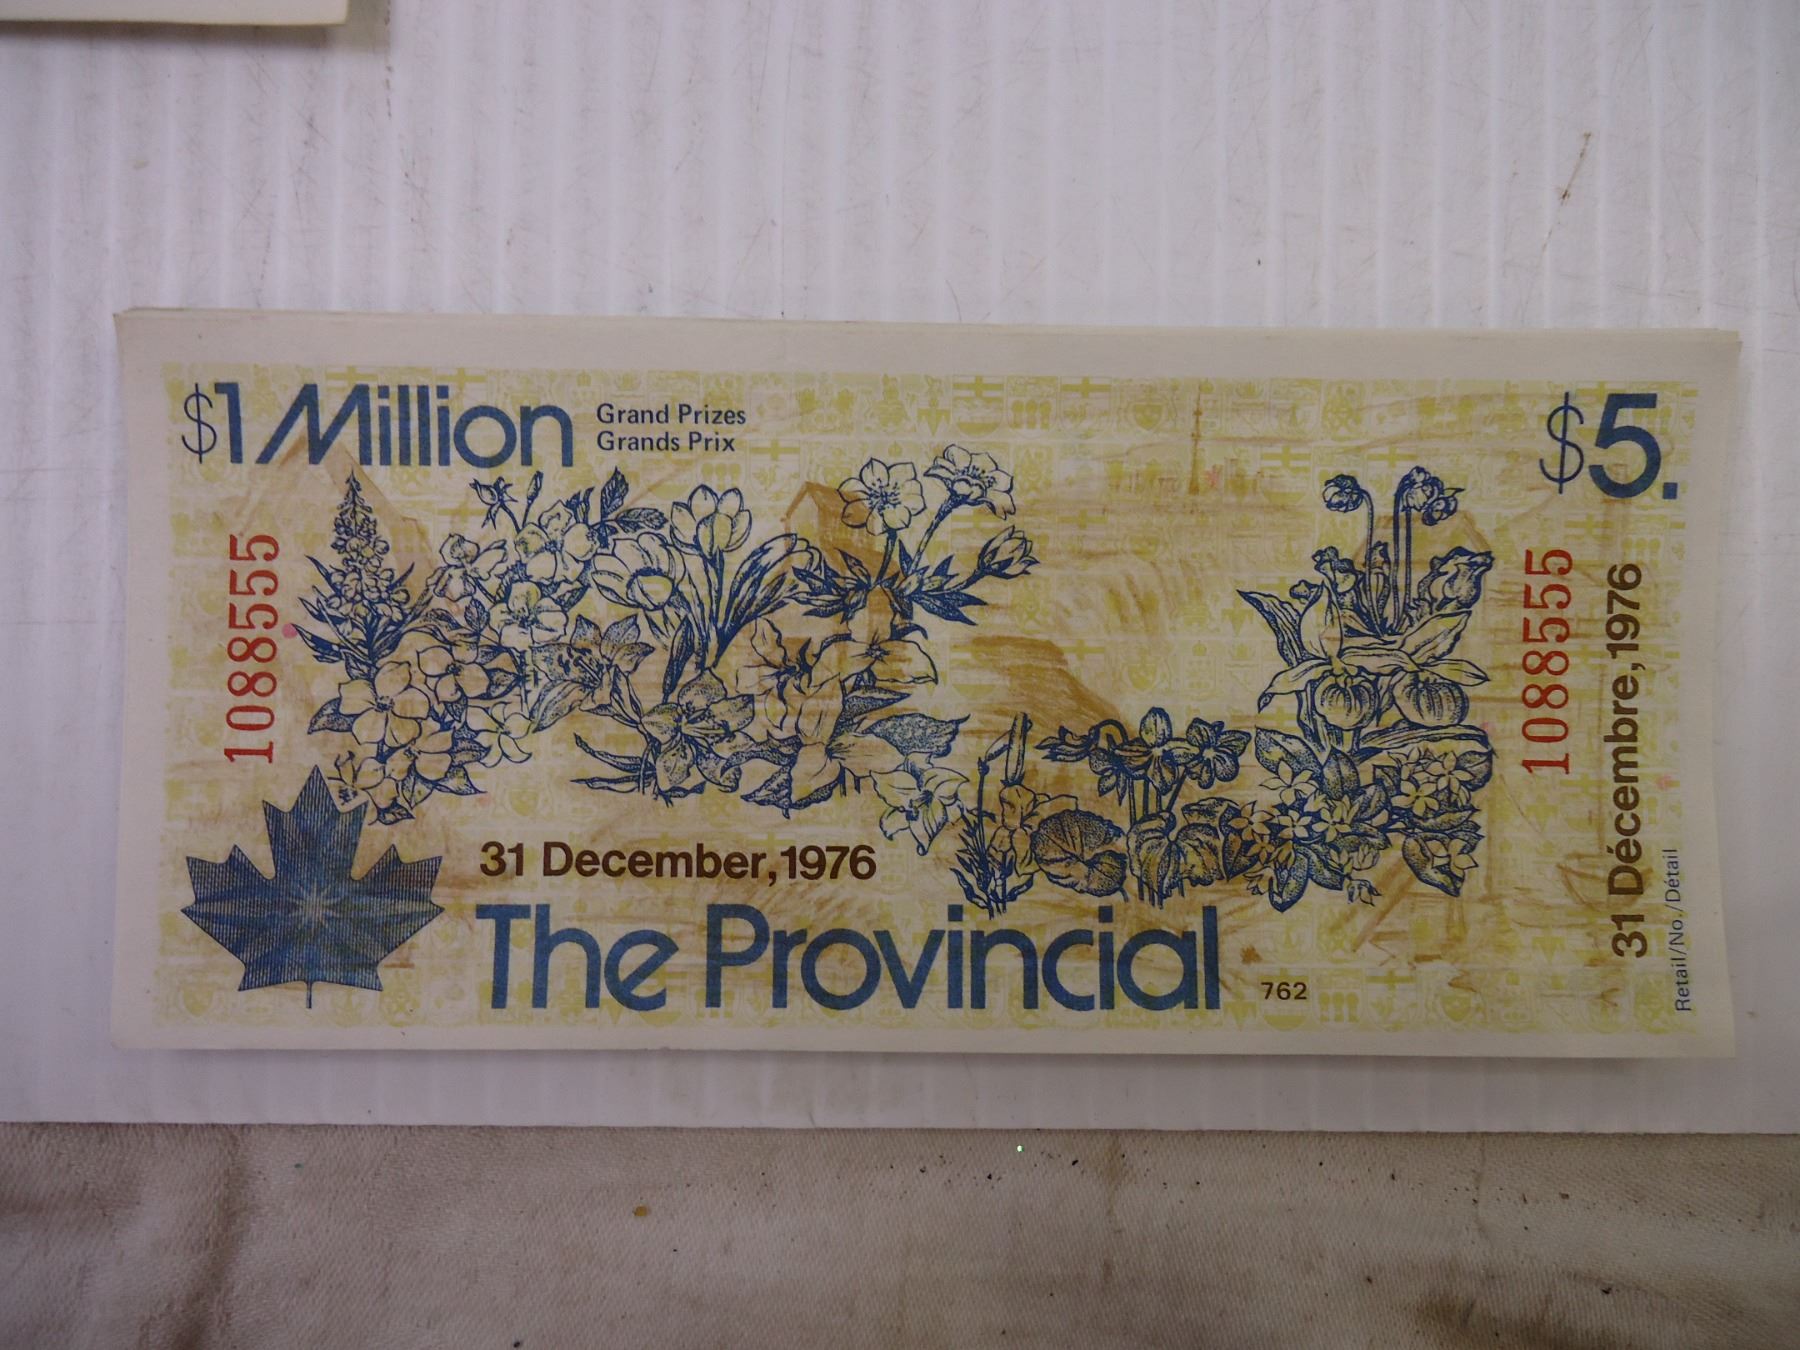 $1 Million
Grand Prizes
Grands Prix
$5.
1088555
1088555
31 Décembre, 1976
Retail/No./Détail
31 December, 1976
The Provincial
762